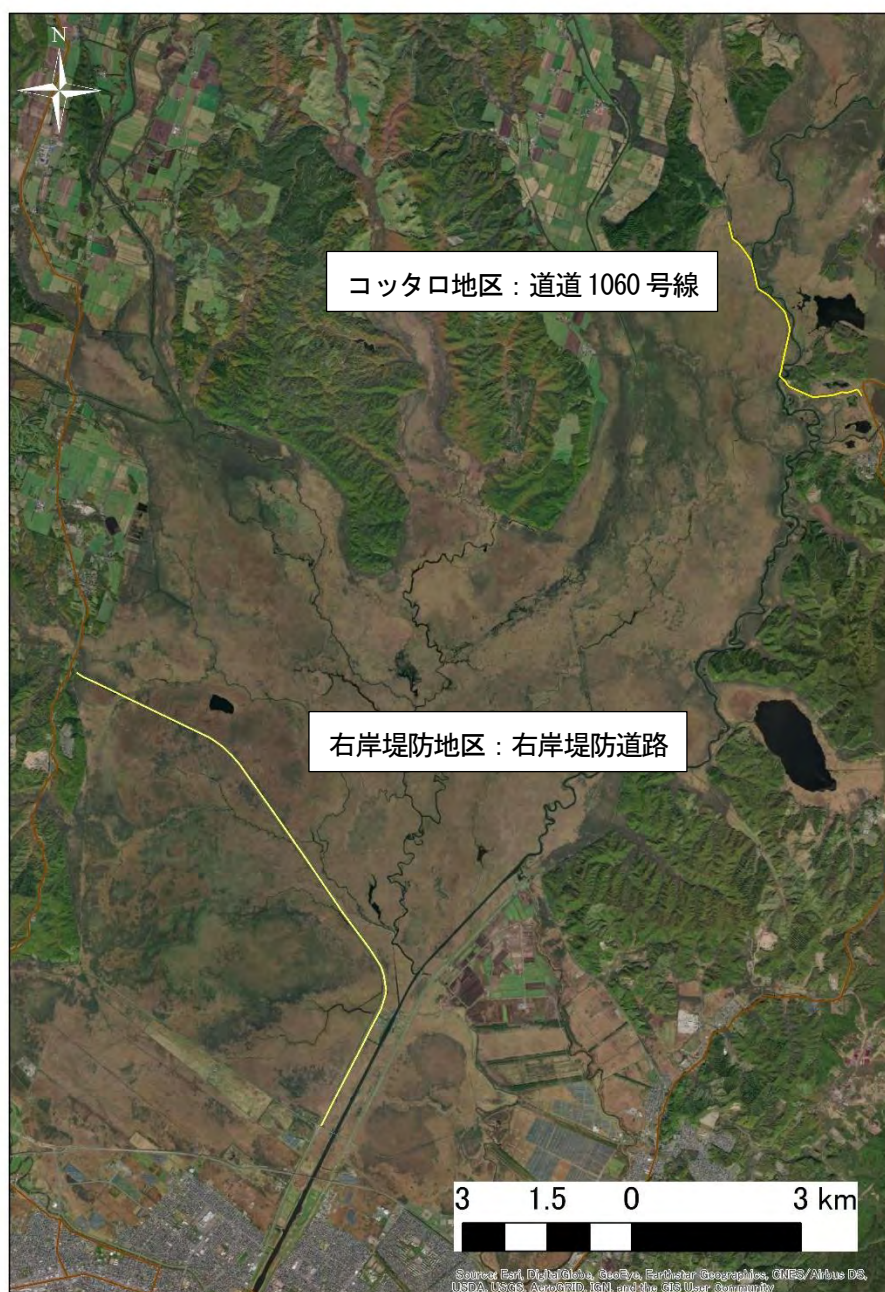 N
コッタロ地区：道道 1060 号線
右岸堤防地区：右岸堤防道路
3 1.5 0 3 km
Source: Esri, DigitalGlobe, GeoEye, Earthstar Geographics, CNES/Airbus DS,
USDA, USGS, AeroGRID, IGN, and the GIS User Community